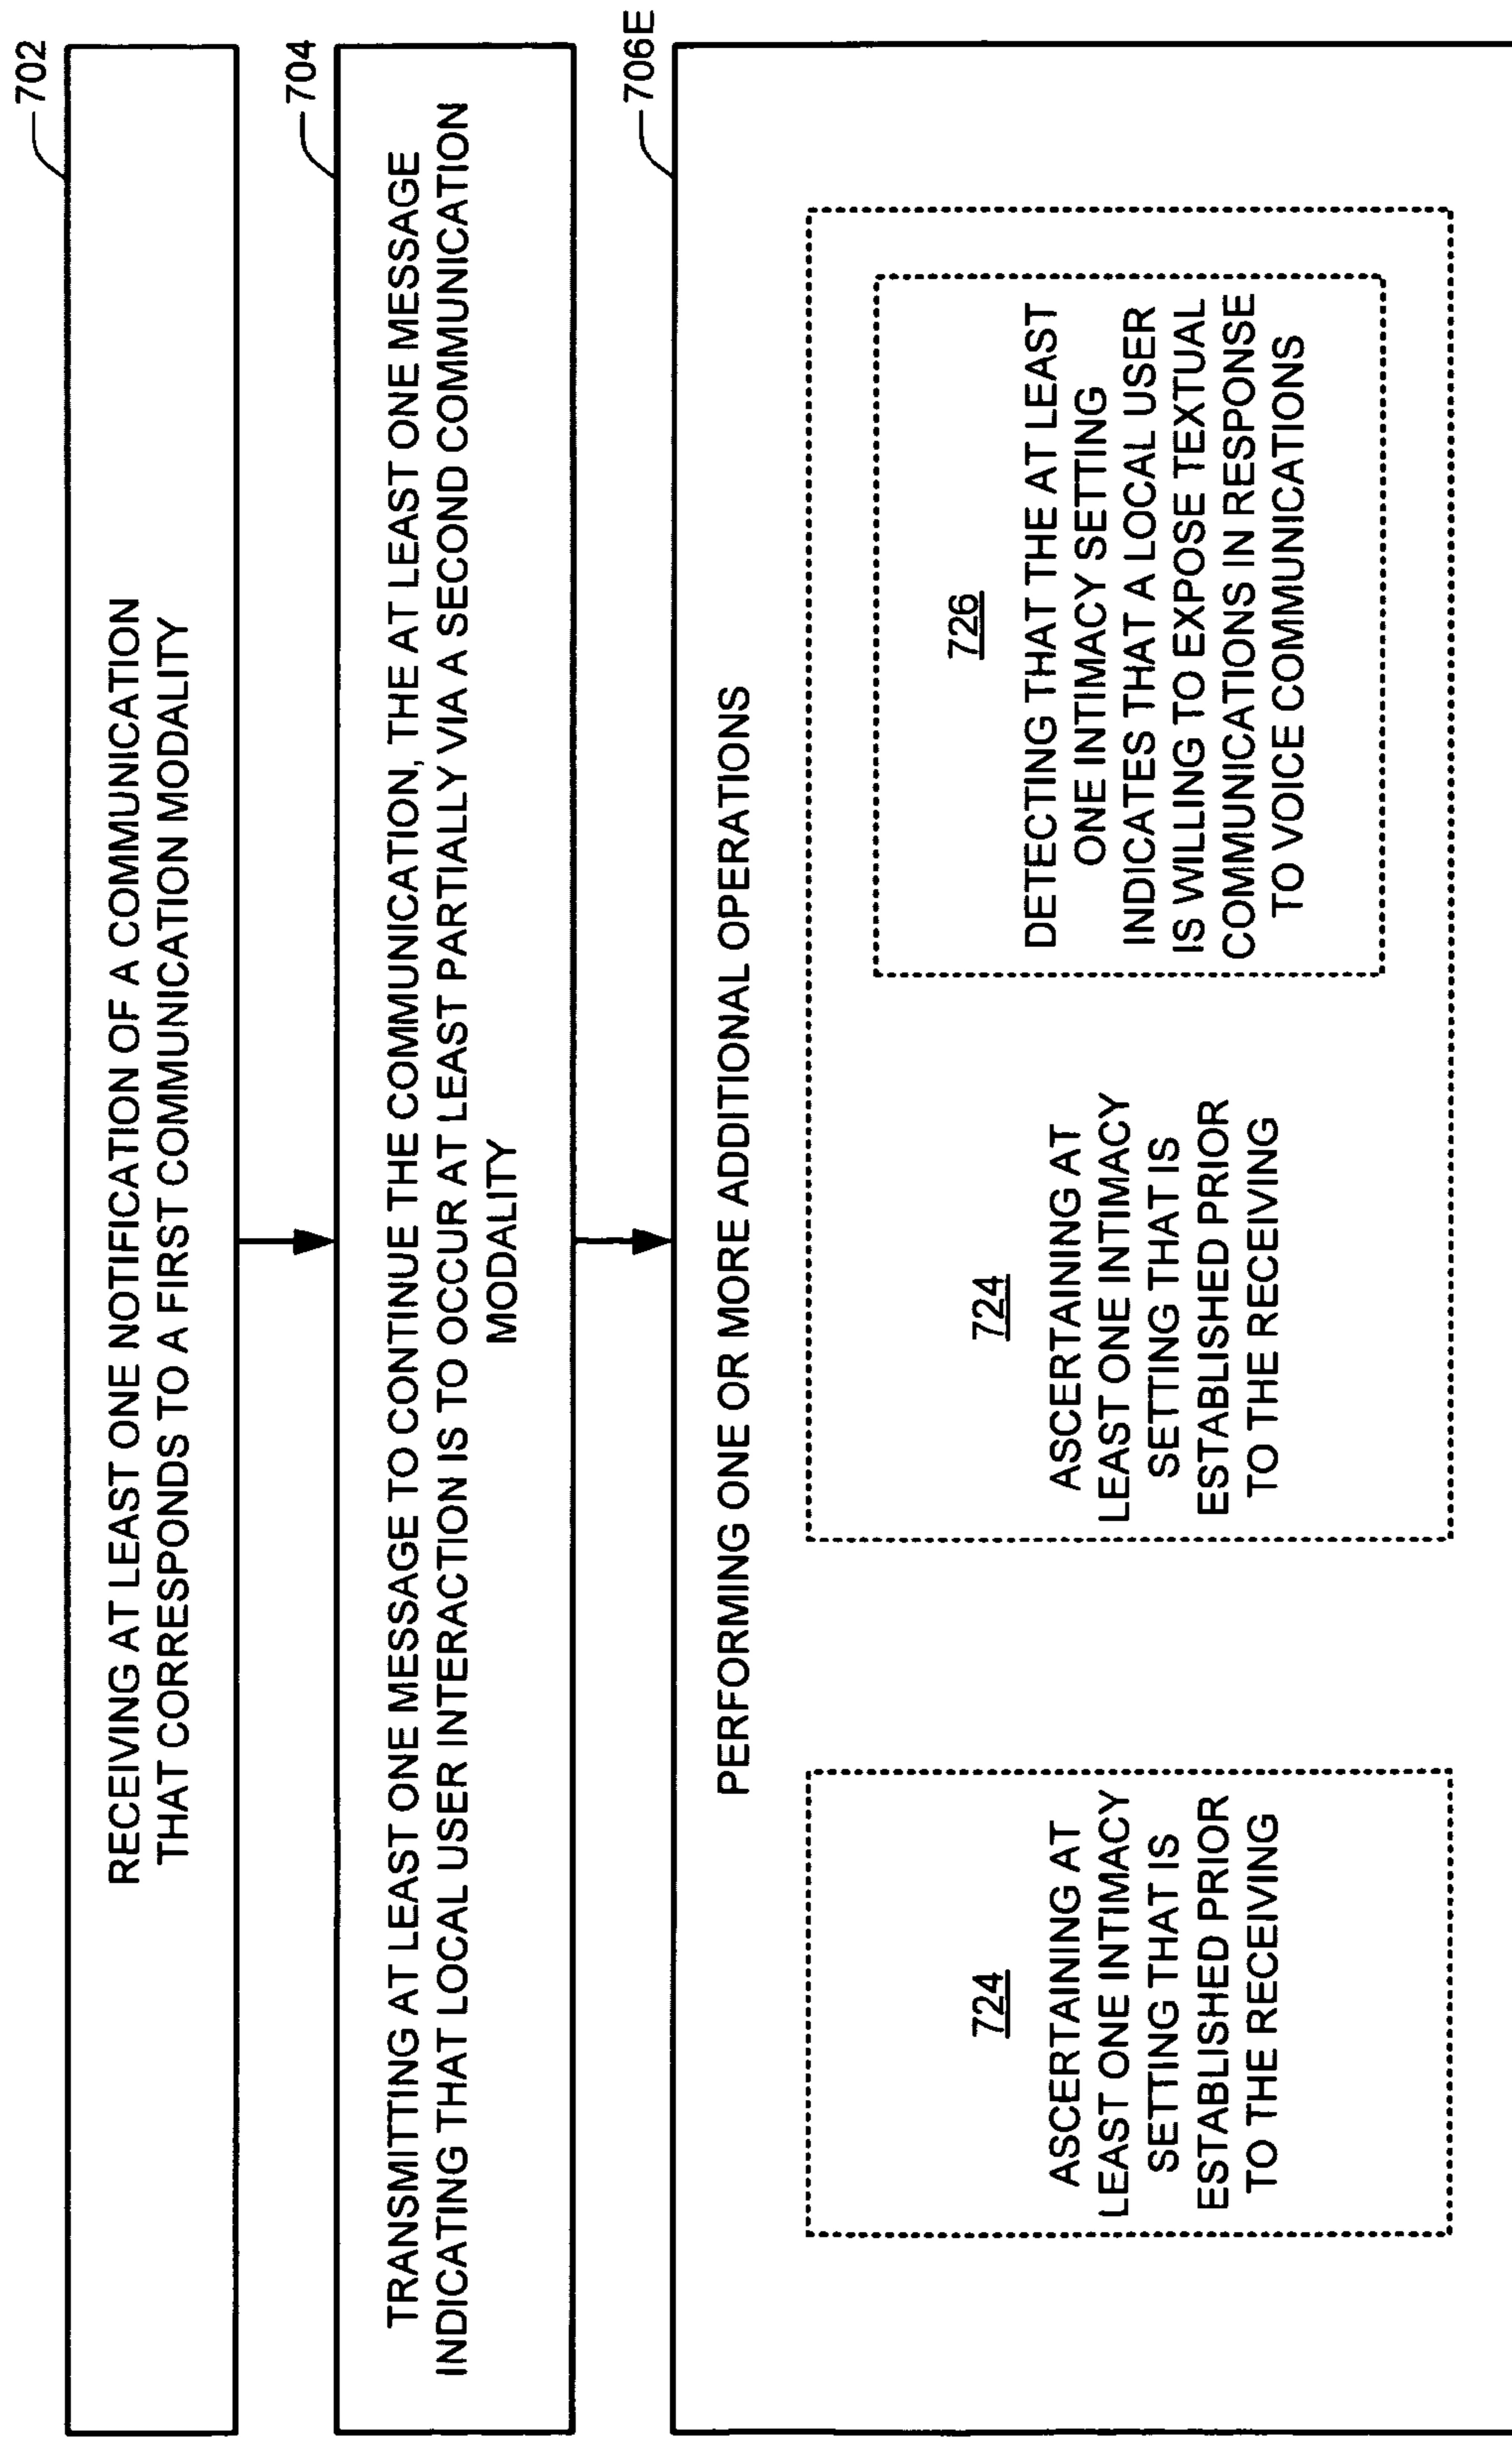 702
RECEIVING AT LEAST ONE NOTIFICATION OF A COMMUNICATION
THAT CORRESPONDS TO A FIRST COMMUNICATION MODALITY
704
TRANSMITTING AT LEAST ONE MESSAGE TO CONTINUE THE COMMUNICATION, THE AT LEAST ONE MESSAGE
INDICATING THAT LOCAL USER INTERACTION IS TO OCCUR AT LEAST PARTIALLY VIA A SECOND COMMUNICATION
MODALITY
706E
PERFORMING ONE OR MORE ADDITIONAL OPERATIONS
724
ASCERTAINING AT
LEAST ONE INTIMACY
SETTING THAT IS
ESTABLISHED PRIOR
TO THE RECEIVING
724
ASCERTAINING AT
LEAST ONE INTIMACY
SETTING THAT IS
ESTABLISHED PRIOR
TO THE RECEIVING
726
DETECTING THAT THE AT LEAST
ONE INTIMACY SETTING
INDICATES THAT A LOCAL USER
IS WILLING TO EXPOSE TEXTUAL
COMMUNICATIONS IN RESPONSE
TO VOICE COMMUNICATIONS